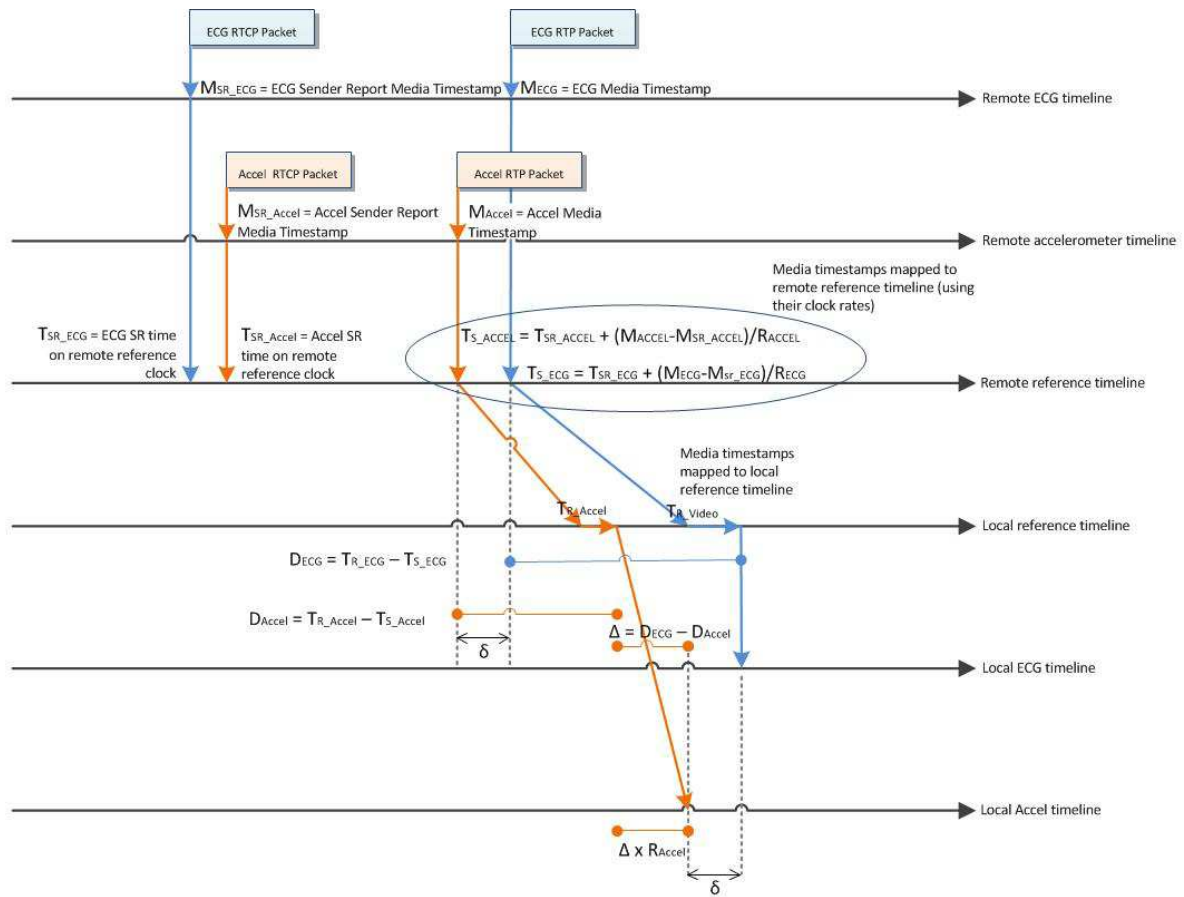 ECG RTCP Packet
ECG RTP Packet
MSR_ECG = ECG Sender Report Media Timestamp
MECG = ECG Media Timestamp
Remote ECG timeline
Accel RTCP Packet
Accel RTP Packet
MSR_Accel = Accel Sender Report
Media Timestamp
MAccel = Accel Media
Timestamp
Remote accelerometer timeline
Media timestamps mapped to
remote reference timeline (using
their clock rates)
TSR_ECG = ECG SR time
on remote reference
clock
TSR_Accel = Accel SR
time on remote
reference clock
TS_ACCEL = TSR_ACCEL + (MACCEL-MSR_ACCEL)/RACCEL
TS_ECG = TSR_ECG + (MECG-Msr_ECG)/RECG
Remote reference timeline
Media timestamps
mapped to local
reference timeline
TR_Accel
TR_Video
Local reference timeline
DECG = TR_ECG – TS_ECG
DAccel = TR_Accel – TS_Accel
Δ = DECG – DAccel
δ
Local ECG timeline
Local Accel timeline
Δ x RAccel
δ